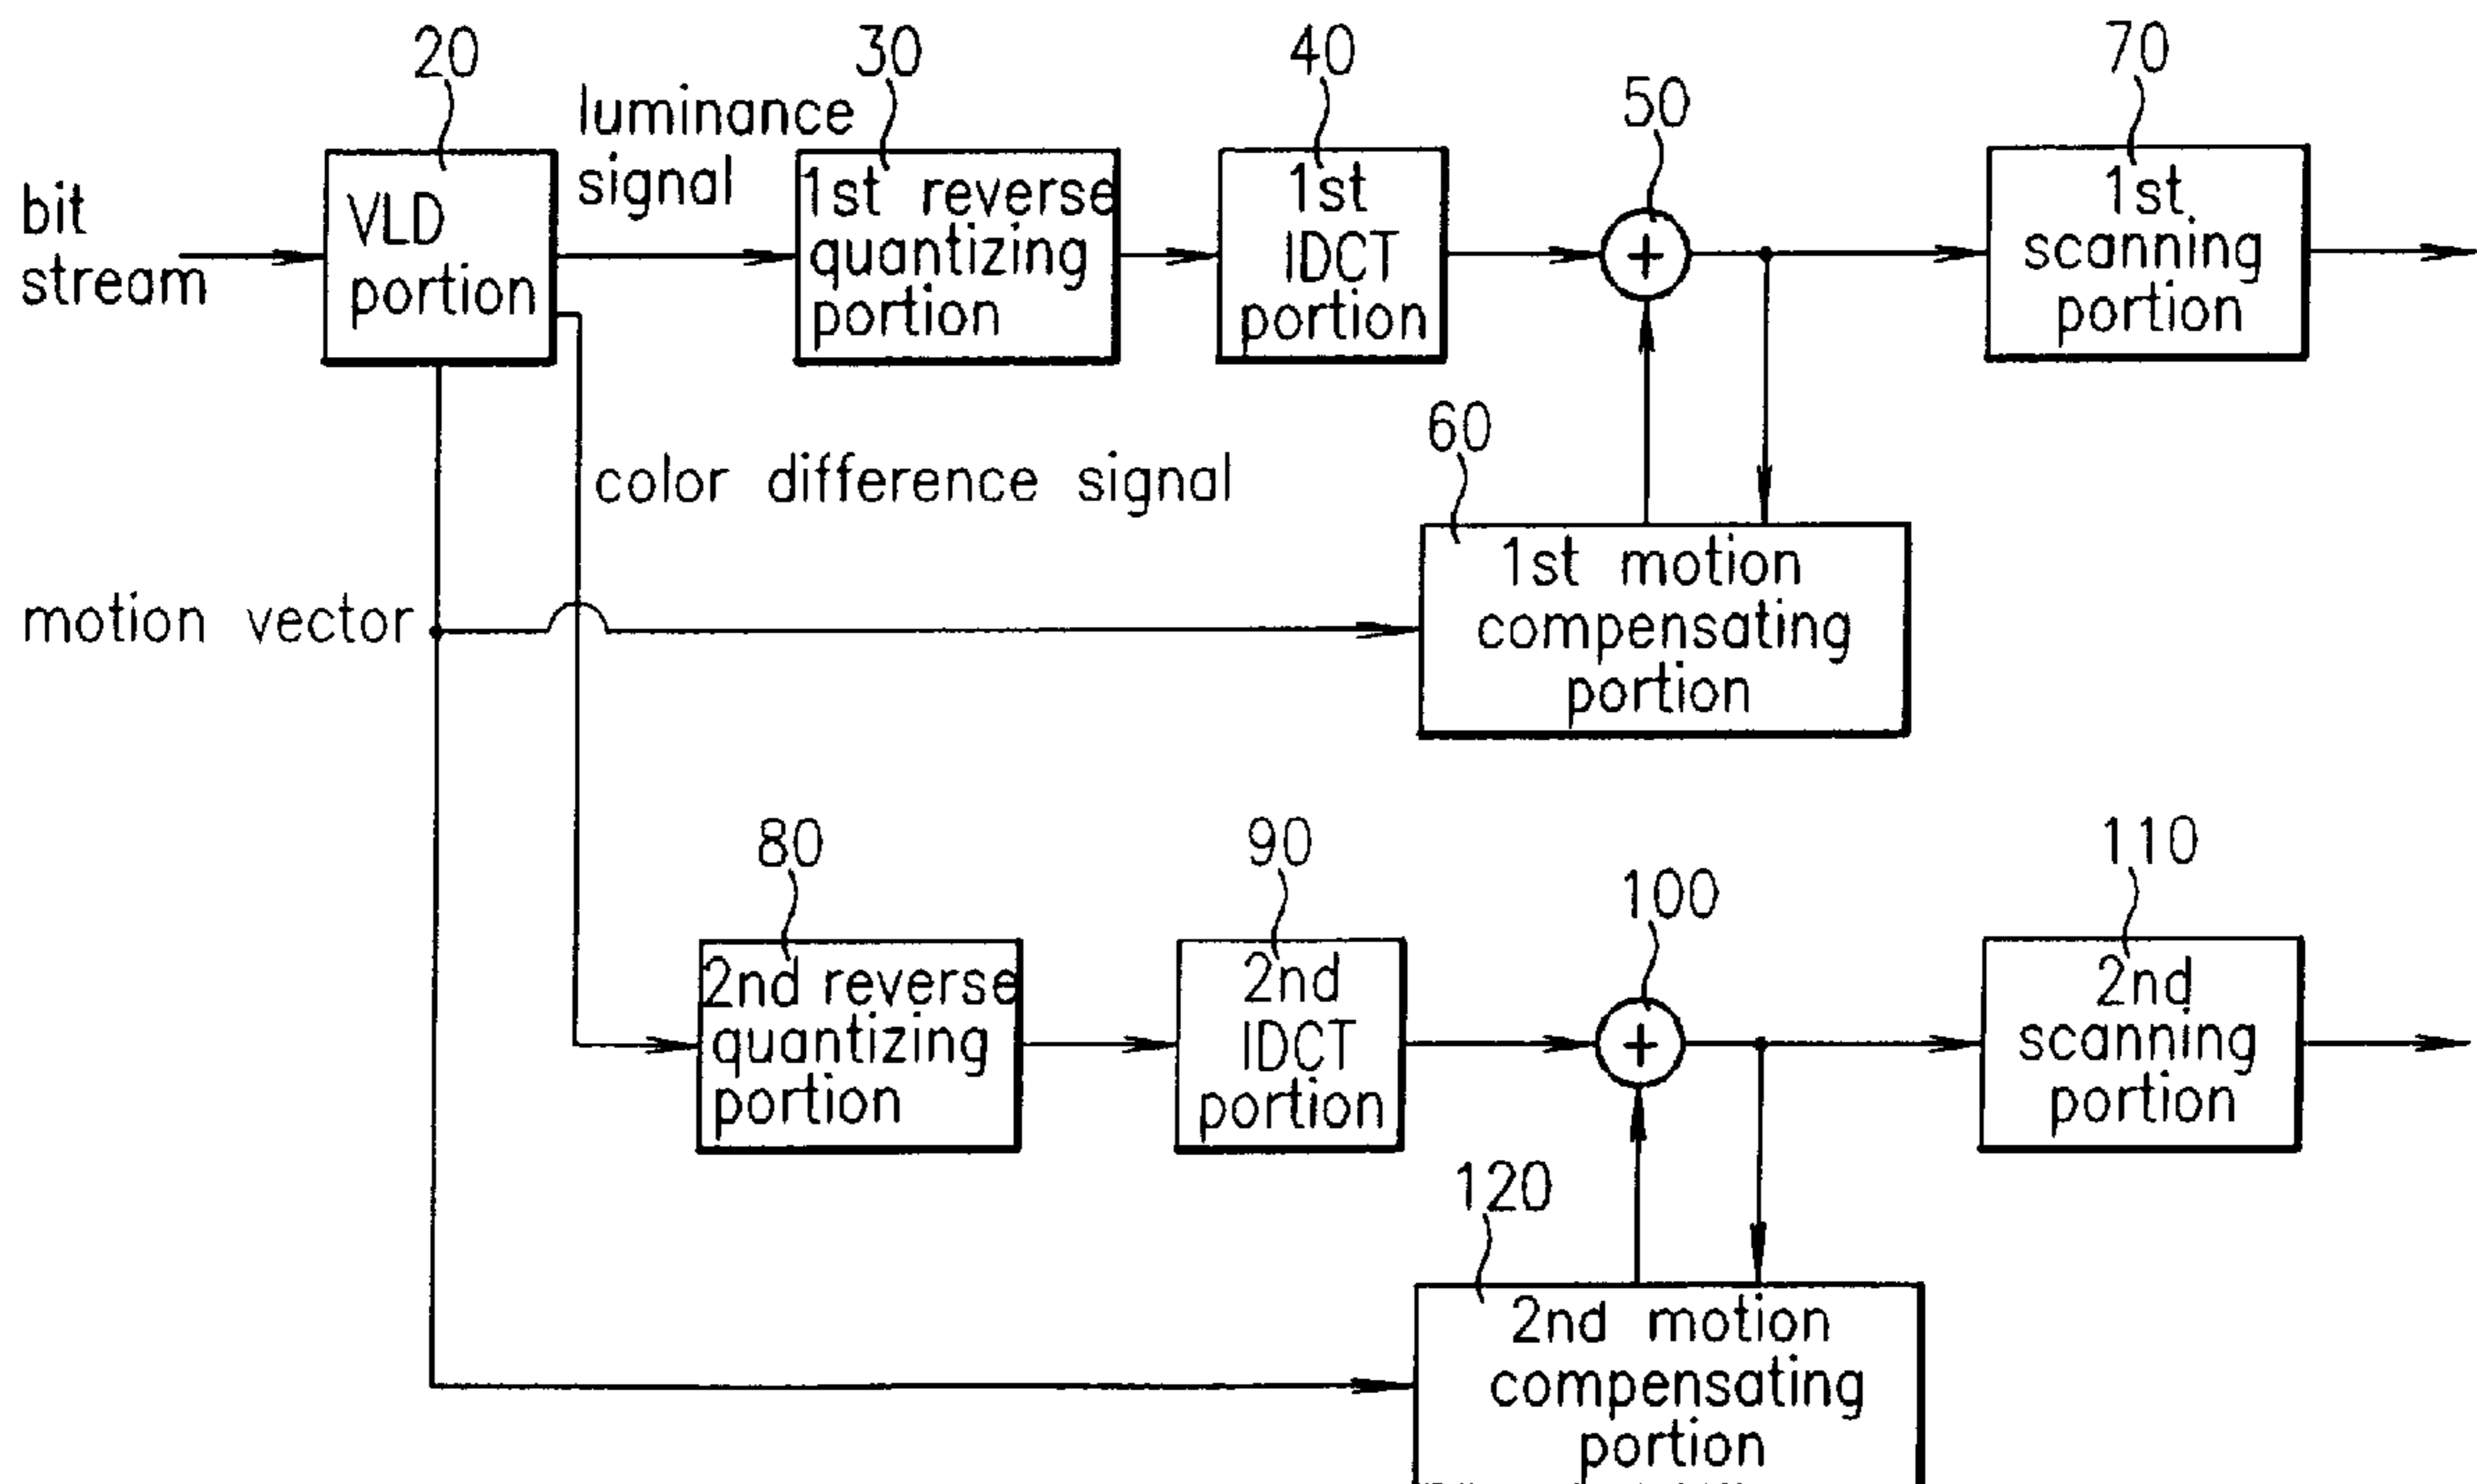 20
luminance
signal
30
40
50
70
bit
stream
VLD
portion
1st reverse
quantizing
portion
1st
IDCT
portion
+
1st
scanning
portion
60
color difference signal
motion vector
1st motion
compensating
portion
80
90
100
110
2nd reverse
quantizing
portion
2nd
IDCT
portion
+
2nd
scanning
portion
120
2nd motion
compensating
portion